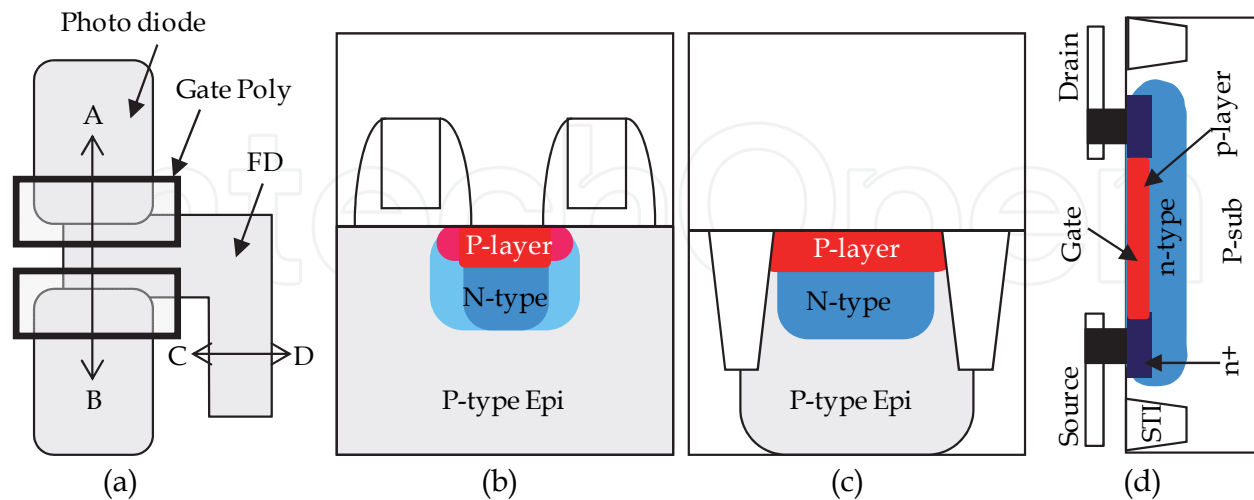 Photo diode
Gate Poly
A
FD
C
D
B
(a)
P-layer
N-type
P-type Epi
(b)
P-layer
N-type
P-type Epi
(c)
Drain
Gate
Source
p-layer
n-type
P-sub
n+
STI
(d)
IntechOpen